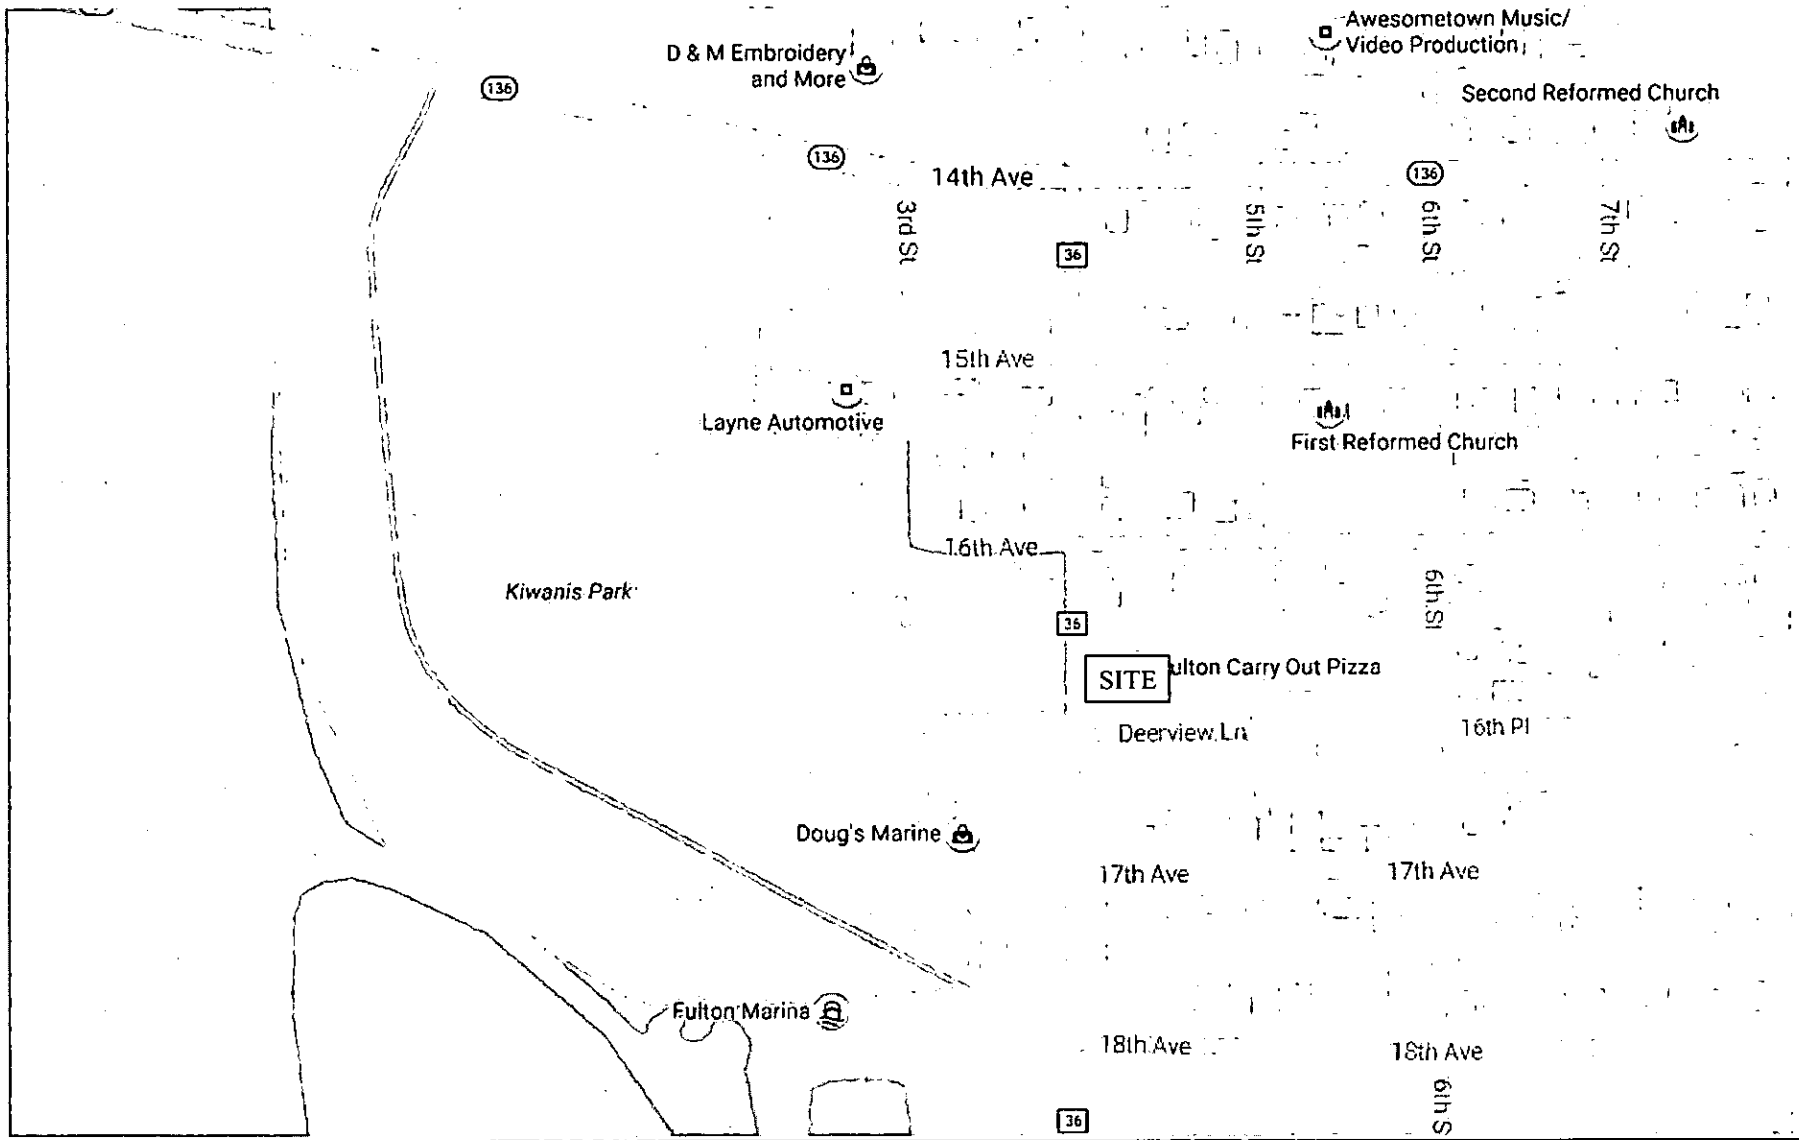 Awesometown Music/
Video Production
D & M Embroidery
and More
136
Second Reformed Church
136
14th Ave
136
3rd St
5th St
6th St
7th St
36
15th Ave
Layne Automotive
First Reformed Church
16th Ave
Kiwanis Park
6th St
36
SITE
ulton Carry Out Pizza
Deerview Ln
16th Pl
Doug's Marine
17th Ave
17th Ave
Fulton Marina
18th Ave
18th Ave
6th S
36